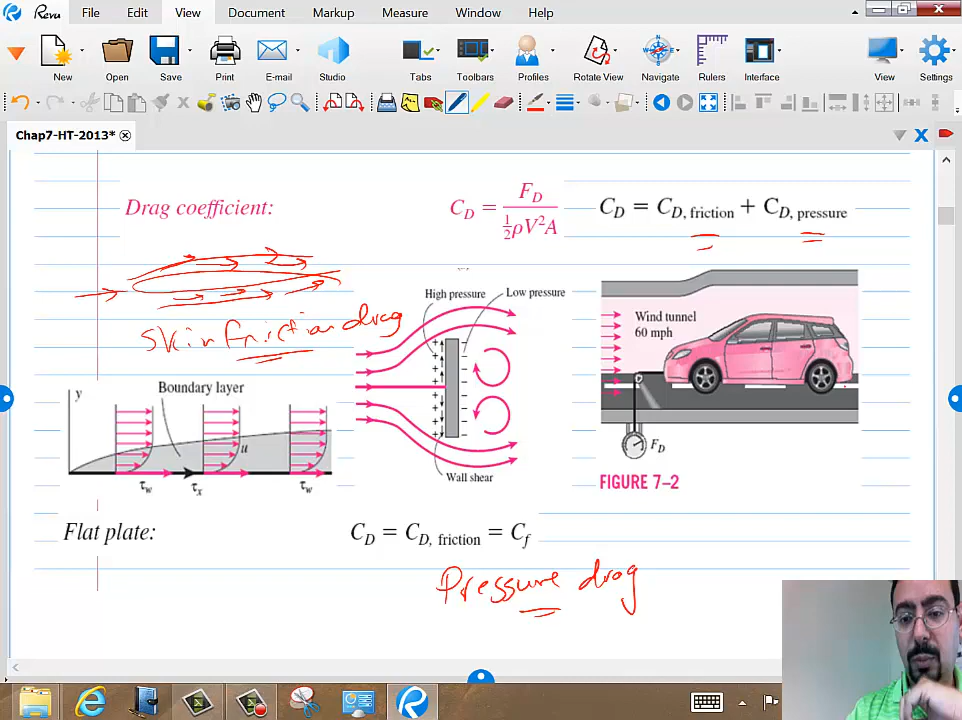 Revu File Edit View Document Markup Measure Window Help
New Open Save Print E-mail Studio Tabs Toolbars Profiles Rotate View Navigate Rulers Interface View Settings
Chap7-HT-2013*
Drag coefficient:
C_D = F_D / ½ρV²A
C_D = C_D, friction + C_D, pressure
skin friction drag
High pressure
Low pressure
Wall shear
Wind tunnel
60 mph
F_D
FIGURE 7–2
Boundary layer
y
u
τ_w τ_x τ_w
Flat plate:
C_D = C_D, friction = C_f
Pressure drag